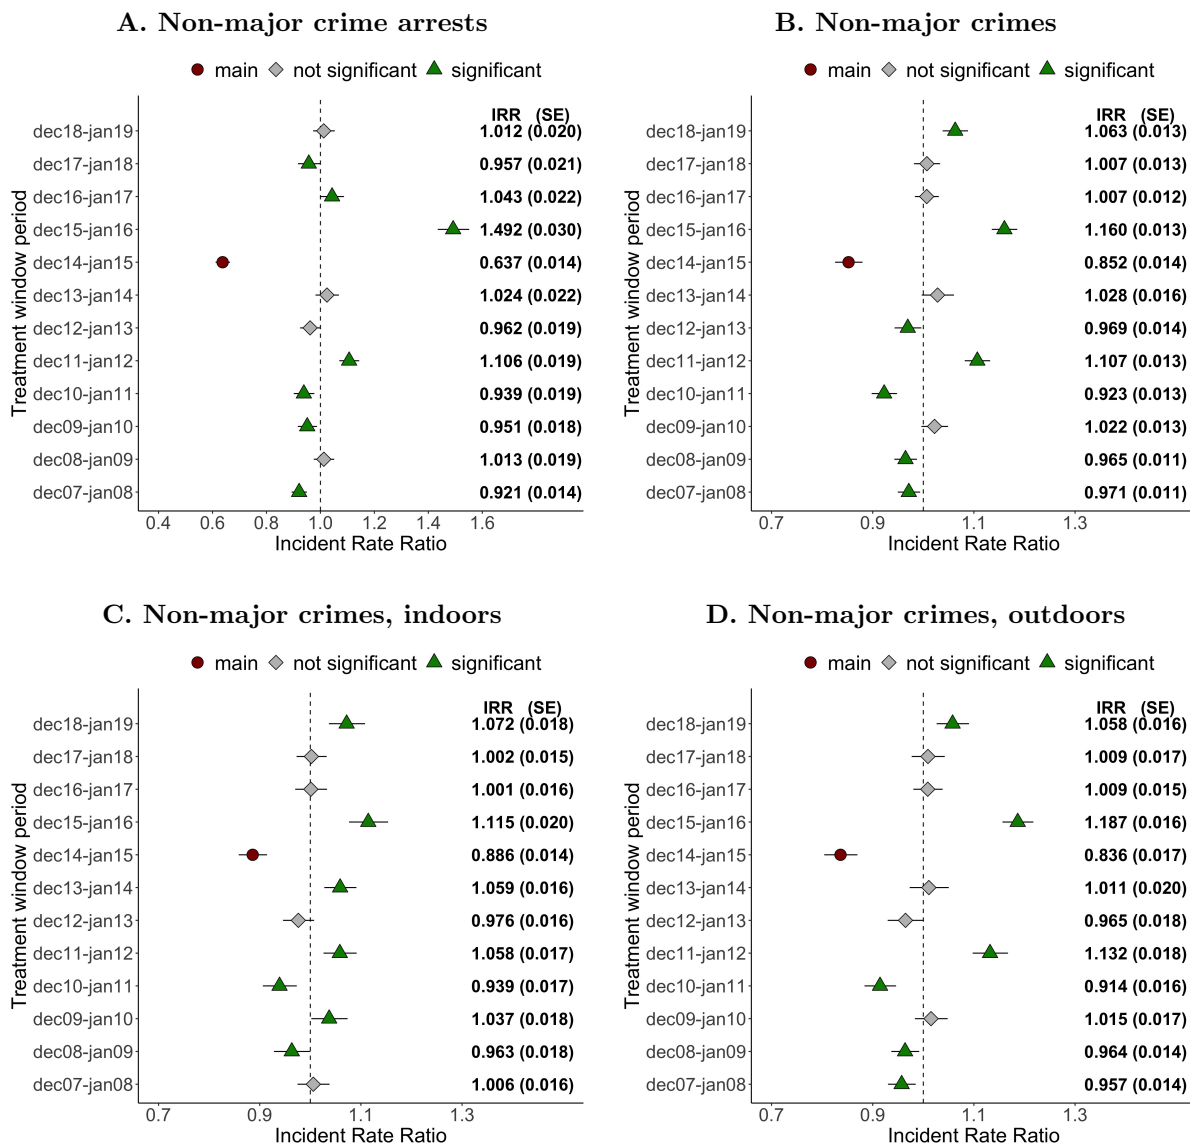 A. Non-major crime arrests
main not significant significant
IRR (SE)
dec18-jan19 1.012 (0.020)
dec17-jan18 0.957 (0.021)
dec16-jan17 1.043 (0.022)
dec15-jan16 1.492 (0.030)
dec14-jan15 0.637 (0.014)
dec13-jan14 1.024 (0.022)
dec12-jan13 0.962 (0.019)
dec11-jan12 1.106 (0.019)
dec10-jan11 0.939 (0.019)
dec09-jan10 0.951 (0.018)
dec08-jan09 1.013 (0.019)
dec07-jan08 0.921 (0.014)
Treatment window period
0.4 0.6 0.8 1.0 1.2 1.4 1.6
Incident Rate Ratio
B. Non-major crimes
main not significant significant
IRR (SE)
dec18-jan19 1.063 (0.013)
dec17-jan18 1.007 (0.013)
dec16-jan17 1.007 (0.012)
dec15-jan16 1.160 (0.013)
dec14-jan15 0.852 (0.014)
dec13-jan14 1.028 (0.016)
dec12-jan13 0.969 (0.014)
dec11-jan12 1.107 (0.013)
dec10-jan11 0.923 (0.013)
dec09-jan10 1.022 (0.013)
dec08-jan09 0.965 (0.011)
dec07-jan08 0.971 (0.011)
Treatment window period
0.7 0.9 1.1 1.3
Incident Rate Ratio
C. Non-major crimes, indoors
main not significant significant
IRR (SE)
dec18-jan19 1.072 (0.018)
dec17-jan18 1.002 (0.015)
dec16-jan17 1.001 (0.016)
dec15-jan16 1.115 (0.020)
dec14-jan15 0.886 (0.014)
dec13-jan14 1.059 (0.016)
dec12-jan13 0.976 (0.016)
dec11-jan12 1.058 (0.017)
dec10-jan11 0.939 (0.017)
dec09-jan10 1.037 (0.018)
dec08-jan09 0.963 (0.018)
dec07-jan08 1.006 (0.016)
Treatment window period
0.7 0.9 1.1 1.3
Incident Rate Ratio
D. Non-major crimes, outdoors
main not significant significant
IRR (SE)
dec18-jan19 1.058 (0.016)
dec17-jan18 1.009 (0.017)
dec16-jan17 1.009 (0.015)
dec15-jan16 1.187 (0.016)
dec14-jan15 0.836 (0.017)
dec13-jan14 1.011 (0.020)
dec12-jan13 0.965 (0.018)
dec11-jan12 1.132 (0.018)
dec10-jan11 0.914 (0.016)
dec09-jan10 1.015 (0.017)
dec08-jan09 0.964 (0.014)
dec07-jan08 0.957 (0.014)
Treatment window period
0.7 0.9 1.1 1.3
Incident Rate Ratio